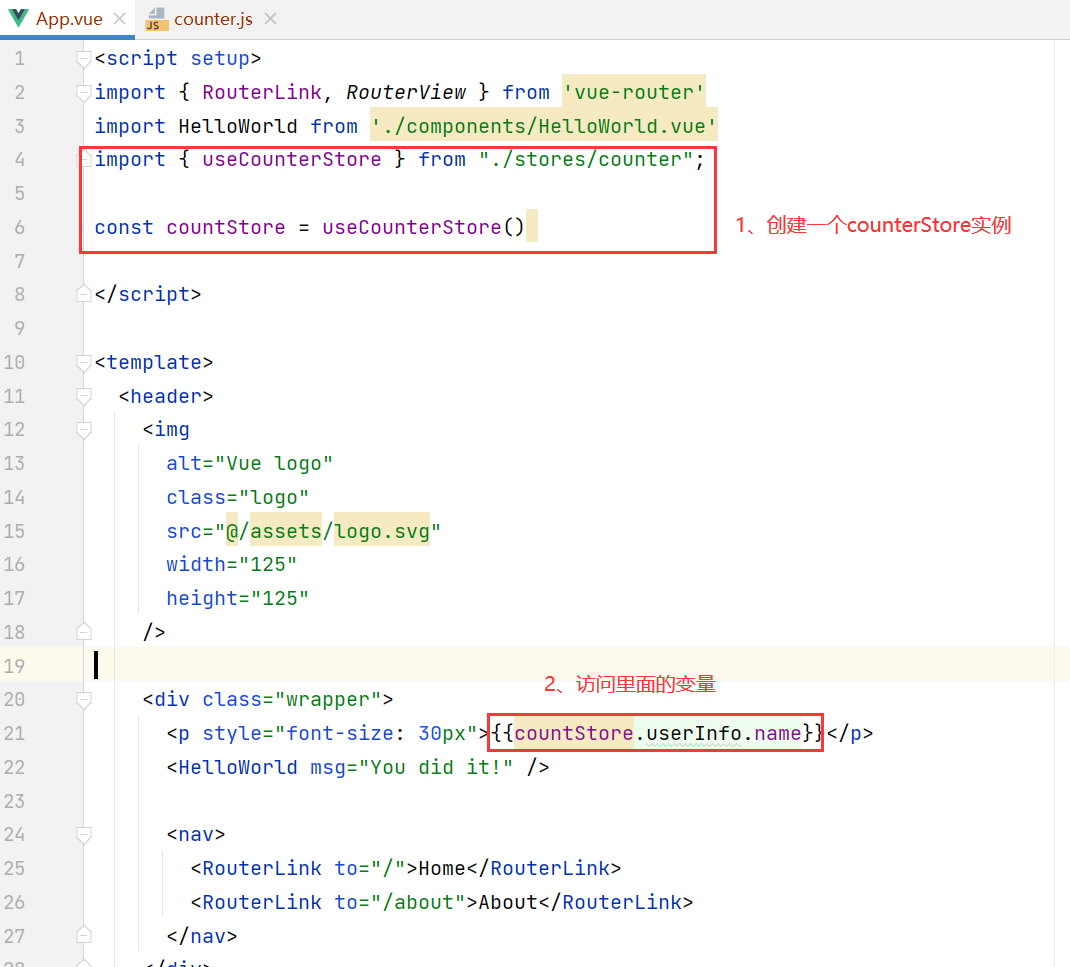 App.vue counter.js
1 <script setup>
2 import { RouterLink, RouterView } from 'vue-router'
3 import HelloWorld from './components/HelloWorld.vue'
4 import { useCounterStore } from "./stores/counter";
5
6 const countStore = useCounterStore()
1、创建一个counterStore实例
7
8 </script>
9
10 <template>
11 <header>
12 <img
13 alt="Vue logo"
14 class="logo"
15 src="@/assets/logo.svg"
16 width="125"
17 height="125"
18 />
19
2、访问里面的变量
20 <div class="wrapper">
21 <p style="font-size: 30px">{{countStore.userInfo.name}}</p>
22 <HelloWorld msg="You did it!" />
23
24 <nav>
25 <RouterLink to="/">Home</RouterLink>
26 <RouterLink to="/about">About</RouterLink>
27 </nav>
28 </div>